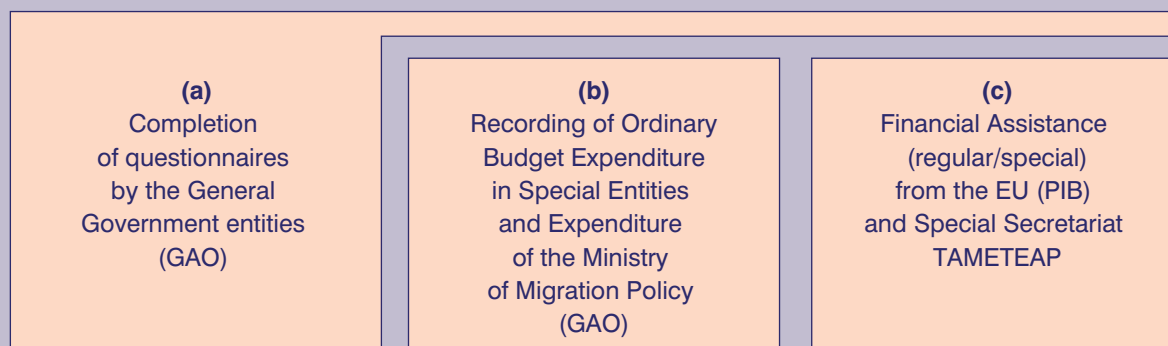 (a)
Completion
of questionnaires
by the General
Government entities
(GAO)
(b)
Recording of Ordinary
Budget Expenditure
in Special Entities
and Expenditure
of the Ministry
of Migration Policy
(GAO)
(c)
Financial Assistance
(regular/special)
from the EU (PIB)
and Special Secretariat
TAMETEAP